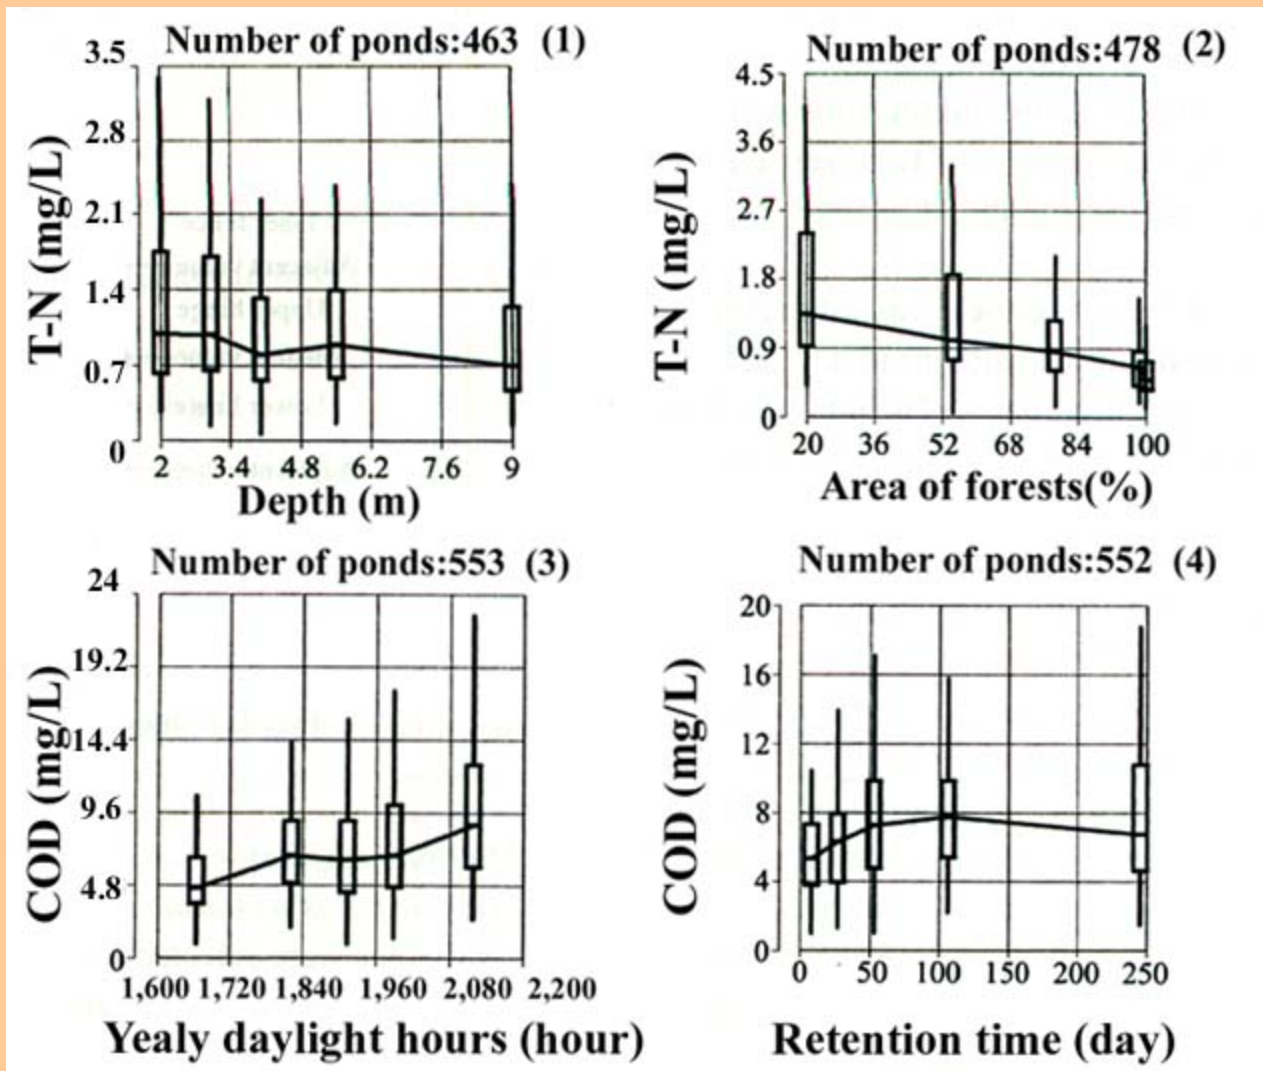 Number of ponds:463 (1)
3.5
2.8
2.1
1.4
0.7
0
T-N (mg/L)
2 3.4 4.8 6.2 7.6 9
Depth (m)
Number of ponds:478 (2)
4.5
3.6
2.7
1.8
0.9
0
T-N (mg/L)
20 36 52 68 84 100
Area of forests(%)
Number of ponds:553 (3)
24
19.2
14.4
9.6
4.8
0
COD (mg/L)
1,600 1,720 1,840 1,960 2,080 2,200
Yealy daylight hours (hour)
Number of ponds:552 (4)
20
16
12
8
4
0
COD (mg/L)
0 50 100 150 200 250
Retention time (day)